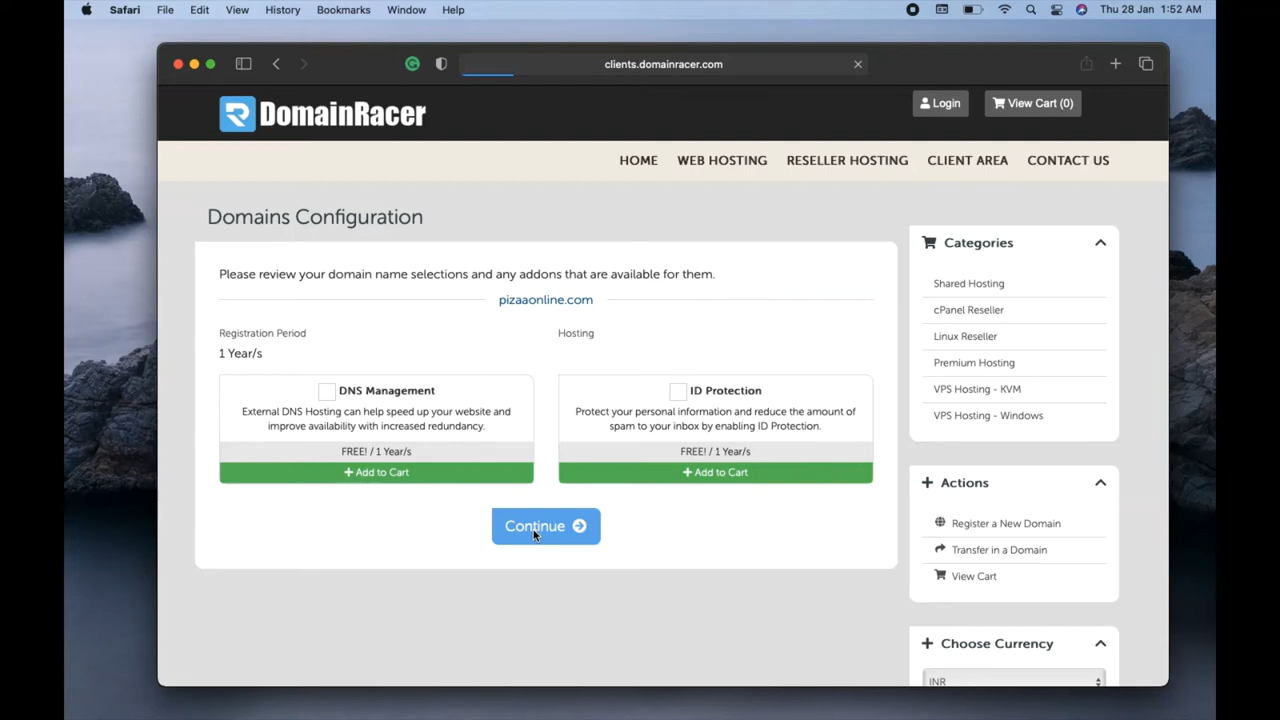 Safari File Edit View History Bookmarks Window Help Thu 28 Jan 1:52 AM
clients.domainracer.com
DomainRacer
Login View Cart (0)
HOME WEB HOSTING RESELLER HOSTING CLIENT AREA CONTACT US
Domains Configuration
Please review your domain name selections and any addons that are available for them.
pizaaonline.com
Registration Period
1 Year/s
Hosting
DNS Management
External DNS Hosting can help speed up your website and
improve availability with increased redundancy.
FREE! / 1 Year/s
+ Add to Cart
ID Protection
Protect your personal information and reduce the amount of
spam to your inbox by enabling ID Protection.
FREE! / 1 Year/s
+ Add to Cart
Continue
Categories
Shared Hosting
cPanel Reseller
Linux Reseller
Premium Hosting
VPS Hosting - KVM
VPS Hosting - Windows
+ Actions
Register a New Domain
Transfer in a Domain
View Cart
+ Choose Currency
INR